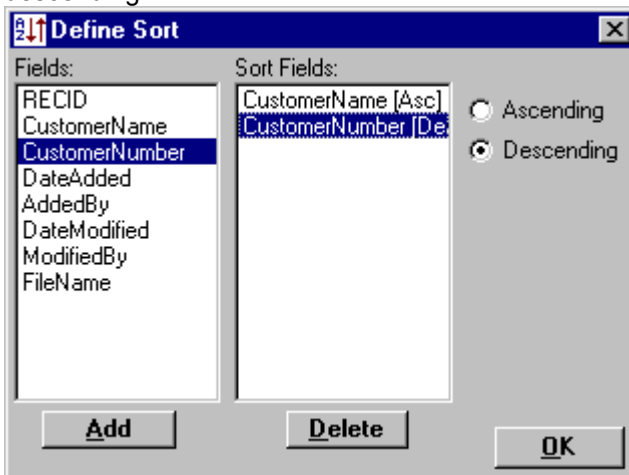 descending
Define Sort
Fields:
Sort Fields:
RECID
CustomerName
CustomerNumber
DateAdded
AddedBy
DateModified
ModifiedBy
FileName
CustomerName [Asc]
CustomerNumber [De
Ascending
Descending
Add
Delete
OK